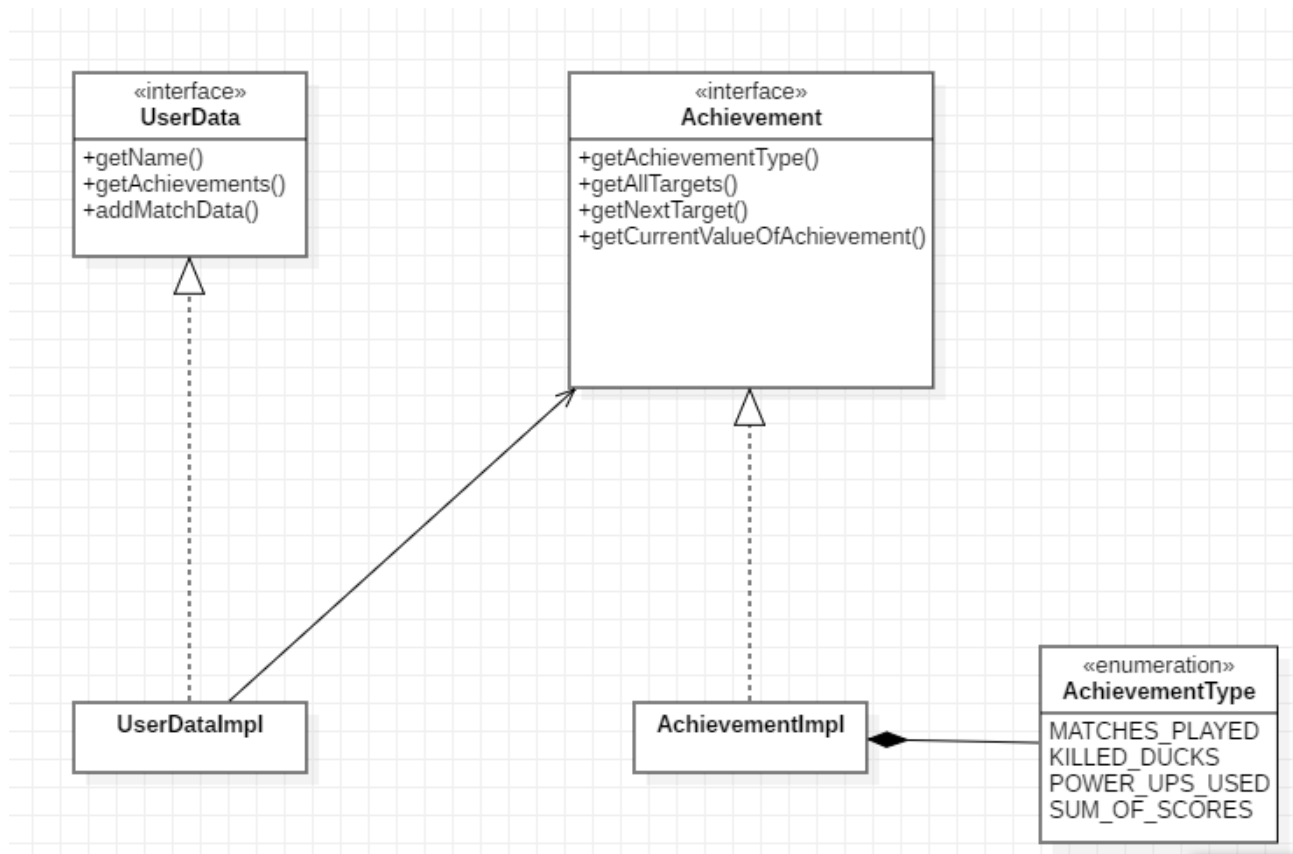 «interface»
UserData
+getName()
+getAchievements()
+addMatchData()
«interface»
Achievement
+getAchievementType()
+getAllTargets()
+getNextTarget()
+getCurrentValueOfAchievement()
UserDataImpl
AchievementImpl
«enumeration»
AchievementType
MATCHES_PLAYED
KILLED_DUCKS
POWER_UPS_USED
SUM_OF_SCORES